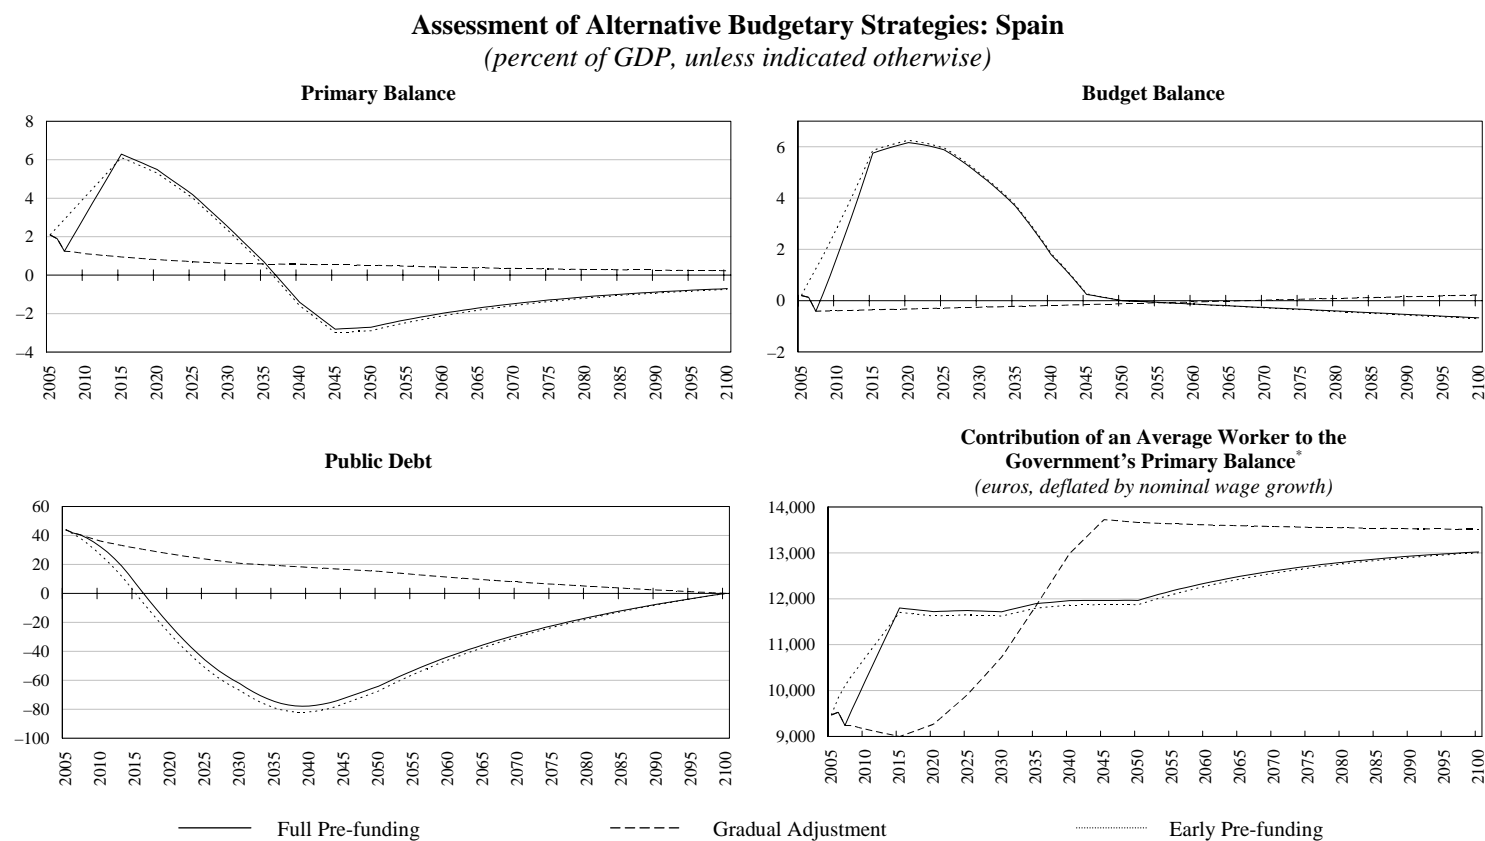 Assessment of Alternative Budgetary Strategies: Spain
(percent of GDP, unless indicated otherwise)
Primary Balance
8
6
4
2
0
–2
–4
2005 2010 2015 2020 2025 2030 2035 2040 2045 2050 2055 2060 2065 2070 2075 2080 2085 2090 2095 2100
Budget Balance
6
4
2
0
–2
2005 2010 2015 2020 2025 2030 2035 2040 2045 2050 2055 2060 2065 2070 2075 2080 2085 2090 2095 2100
Public Debt
60
40
20
0
–20
–40
–60
–80
–100
2005 2010 2015 2020 2025 2030 2035 2040 2045 2050 2055 2060 2065 2070 2075 2080 2085 2090 2095 2100
Contribution of an Average Worker to the
Government’s Primary Balance*
(euros, deflated by nominal wage growth)
14,000
13,000
12,000
11,000
10,000
9,000
2005 2010 2015 2020 2025 2030 2035 2040 2045 2050 2055 2060 2065 2070 2075 2080 2085 2090 2095 2100
Full Pre-funding Gradual Adjustment Early Pre-funding